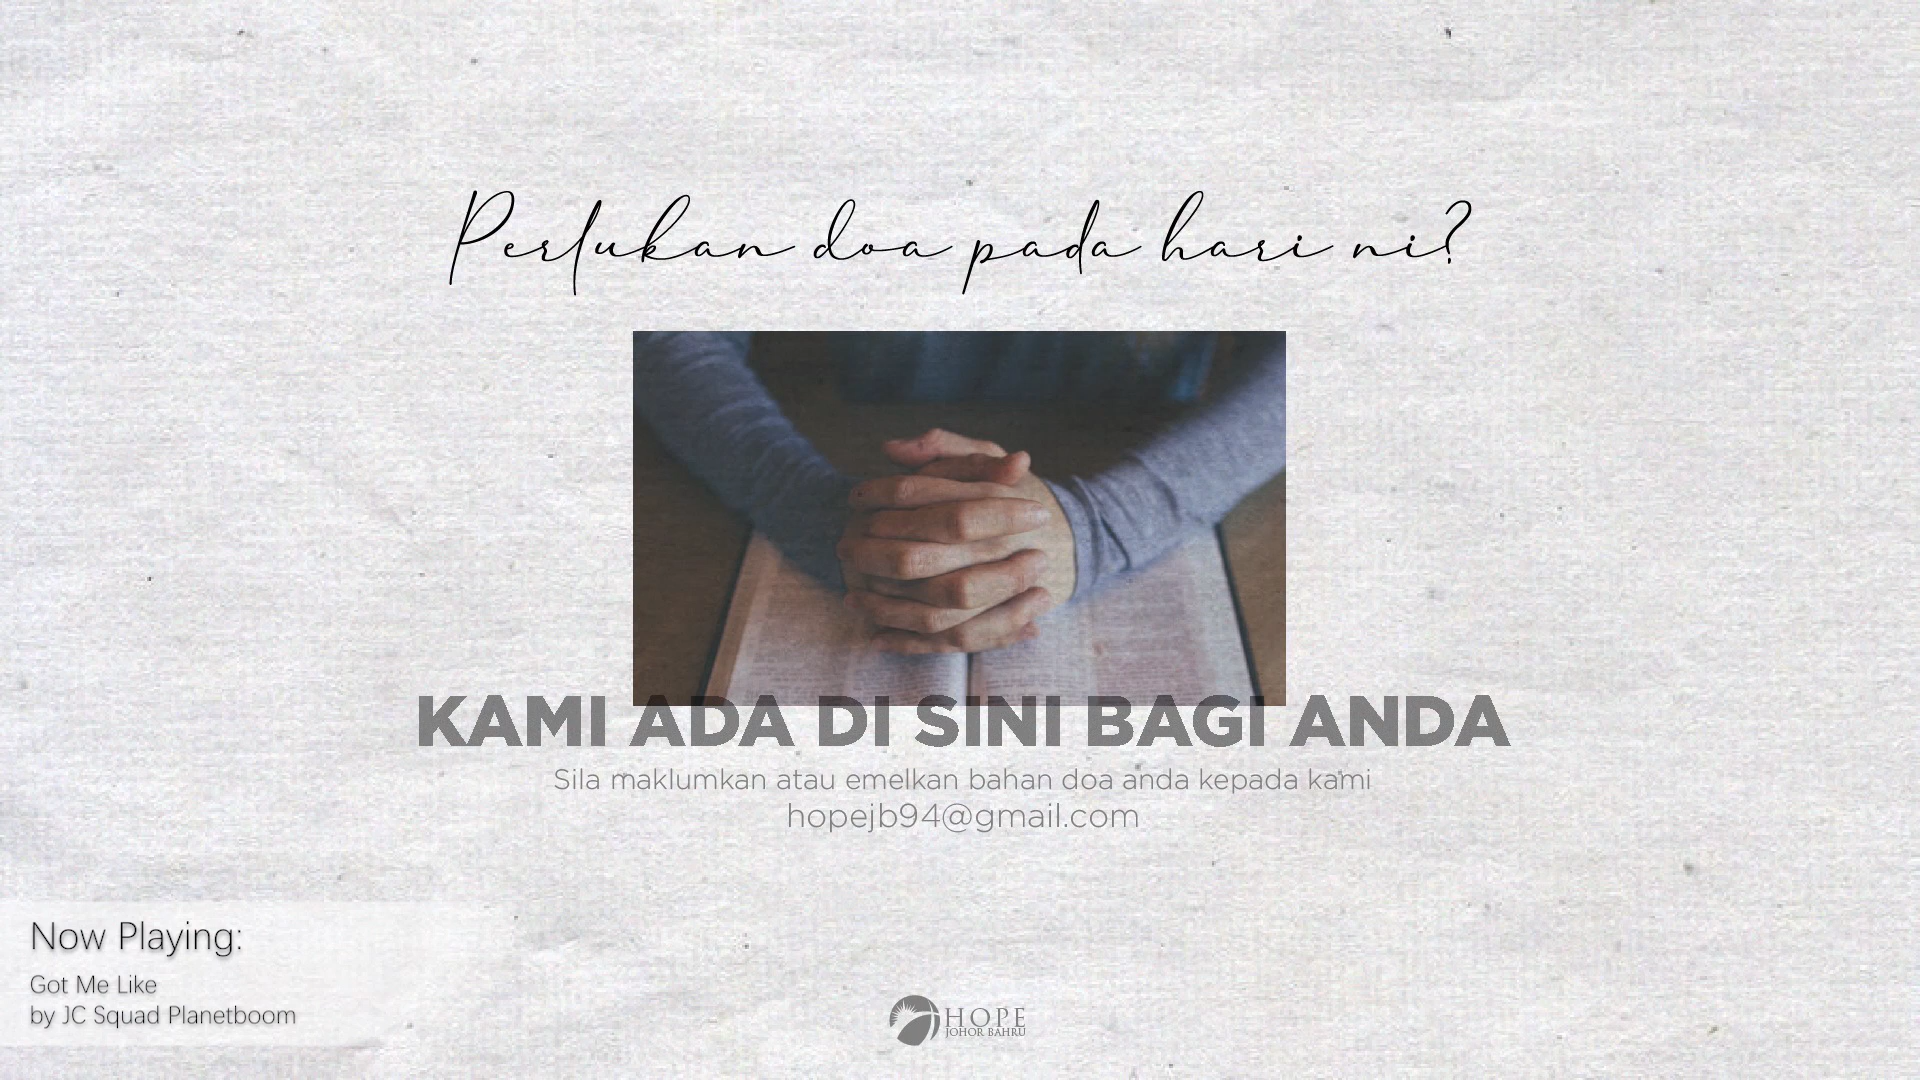 Perlukan doa pada hari ni?
KAMI ADA DI SINI BAGI ANDA
Sila maklumkan atau emelkan bahan doa anda kepada kami
hopejb94@gmail.com
Now Playing:
Got Me Like
by JC Squad Planetboom
HOPE
JOHOR BAHRU